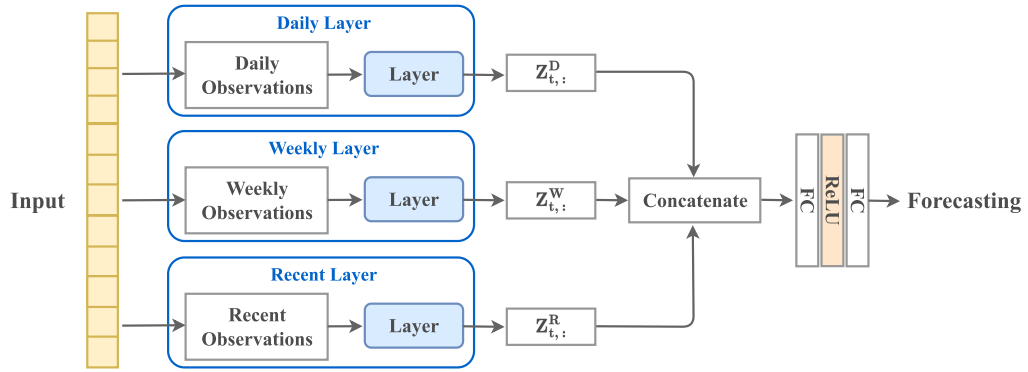 Input
Daily Layer
Daily
Observations
Layer
Z^D_{t,:}
Weekly Layer
Weekly
Observations
Layer
Z^W_{t,:}
Recent Layer
Recent
Observations
Layer
Z^R_{t,:}
Concatenate
FC
ReLU
FC
Forecasting